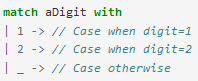 match aDigit with
| 1 -> // Case when digit=1
| 2 -> // Case when digit=2
| _ -> // Case otherwise